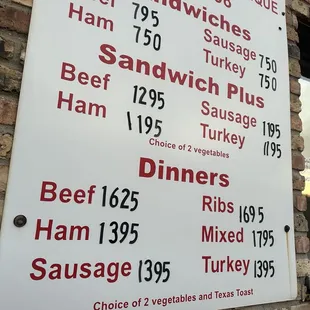 QUE
Sandwiches
795 Sausage 750
Ham 750 Turkey 750
Sandwich Plus
Beef 1295 Sausage 1195
Ham 1195 Turkey 1195
Choice of 2 vegetables
Dinners
Beef 1625 Ribs 1695
Ham 1395 Mixed 1795
Sausage 1395 Turkey 1395
Choice of 2 vegetables and Texas Toast